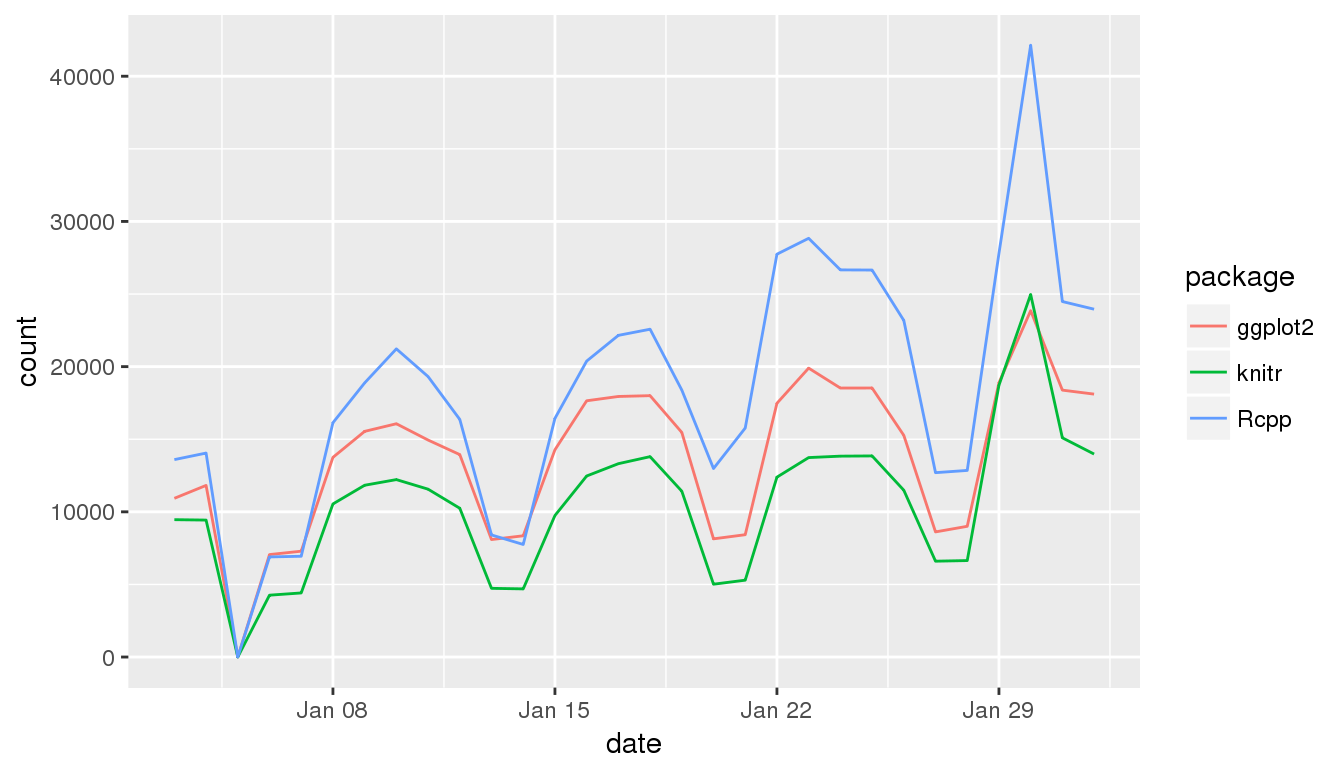 40000
30000
20000
10000
0
count
Jan 08
Jan 15
Jan 22
Jan 29
date
package
ggplot2
knitr
Rcpp